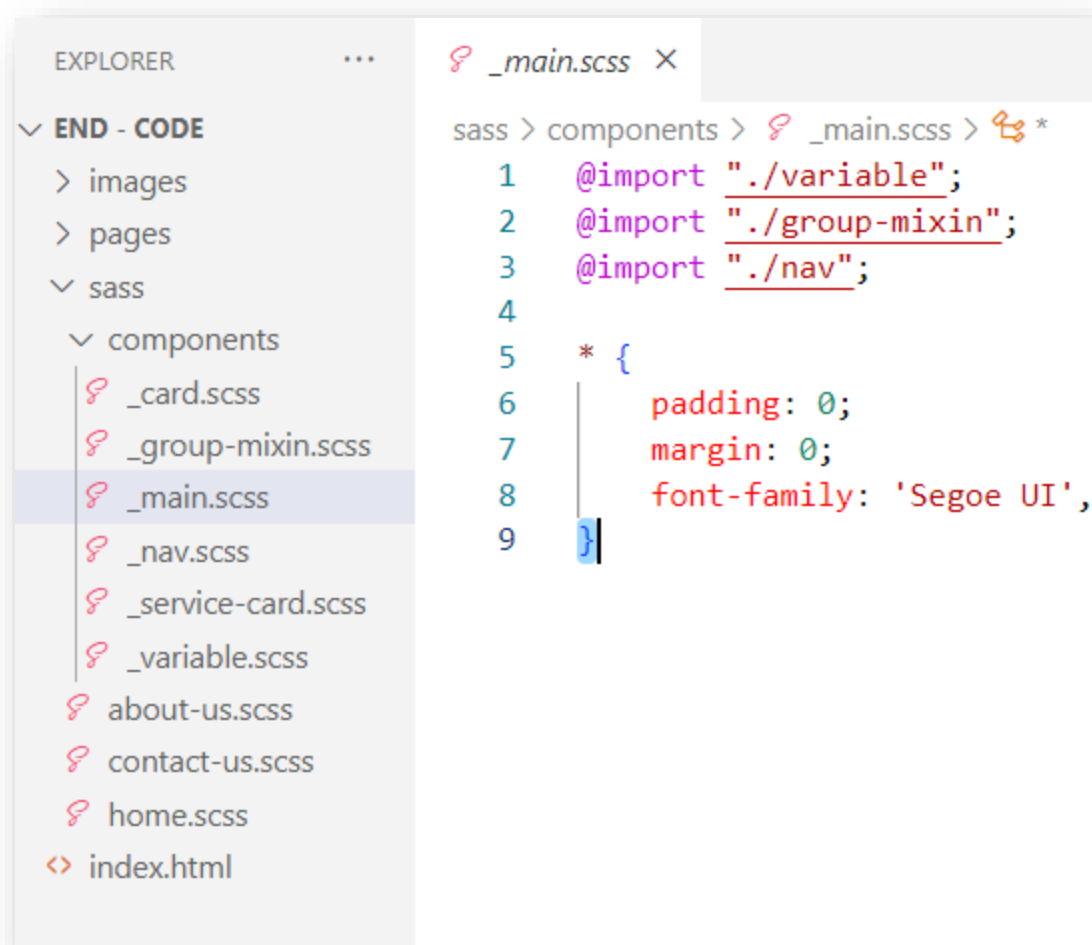 EXPLORER ...
END - CODE
images
pages
sass
components
_card.scss
_group-mixin.scss
_main.scss
_nav.scss
_service-card.scss
_variable.scss
about-us.scss
contact-us.scss
home.scss
<> index.html
_main.scss ×
sass > components > _main.scss > *
1 @import "./variable";
2 @import "./group-mixin";
3 @import "./nav";
4
5 * {
6 padding: 0;
7 margin: 0;
8 font-family: 'Segoe UI',
9 }